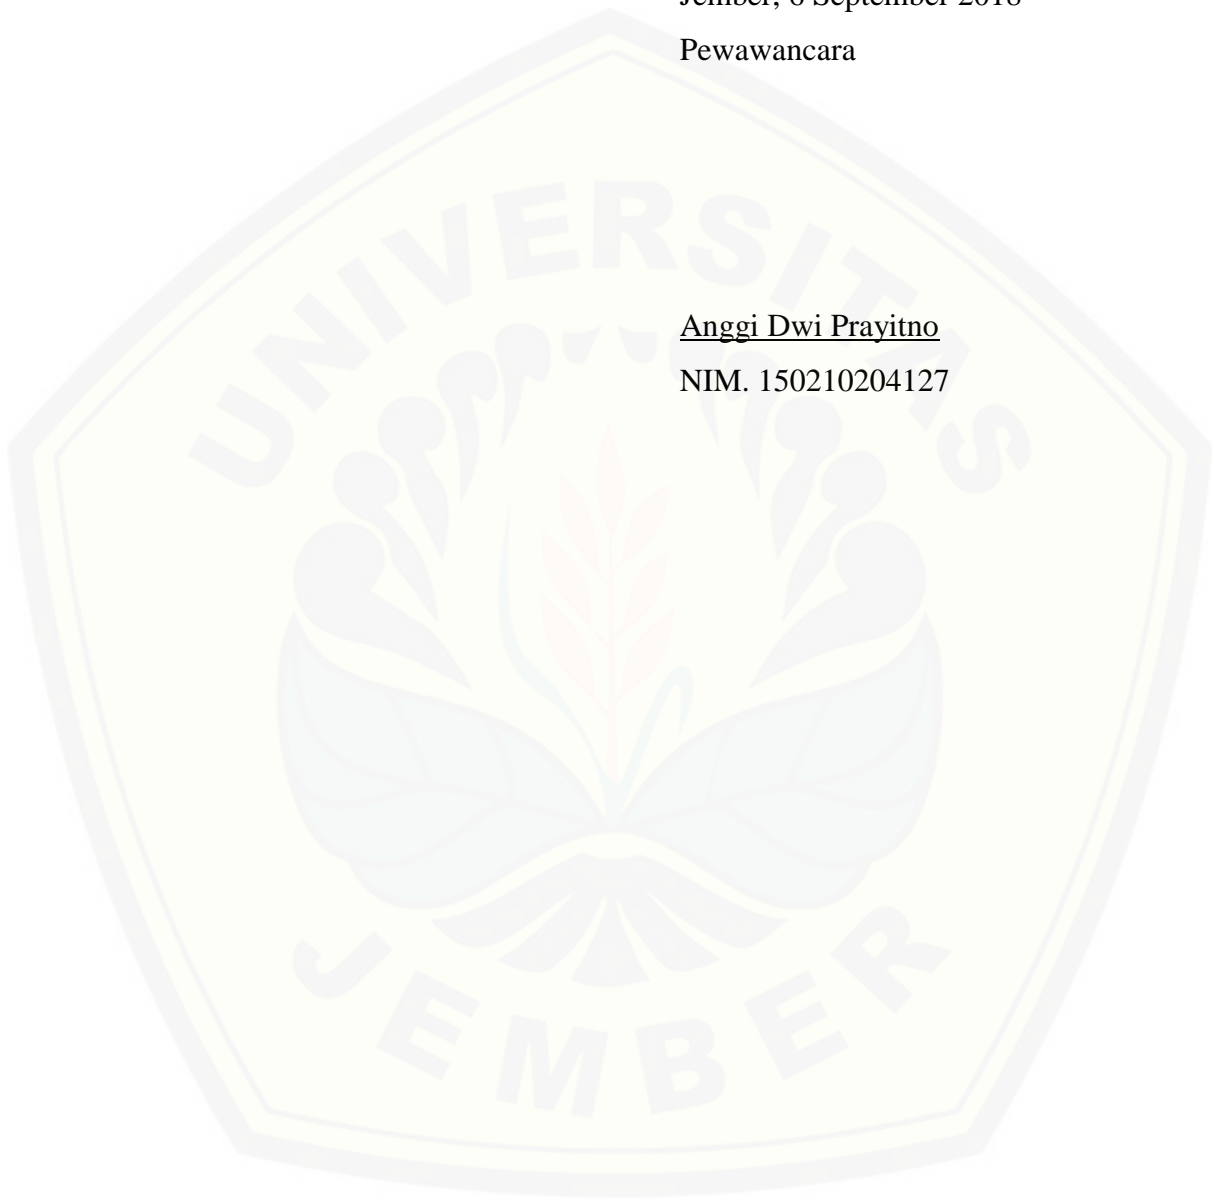 Jember, 6 September 2018
Pewawancara
UNIVERSITAS
Anggi Dwi Prayitno
NIM. 150210204127
JEMBER